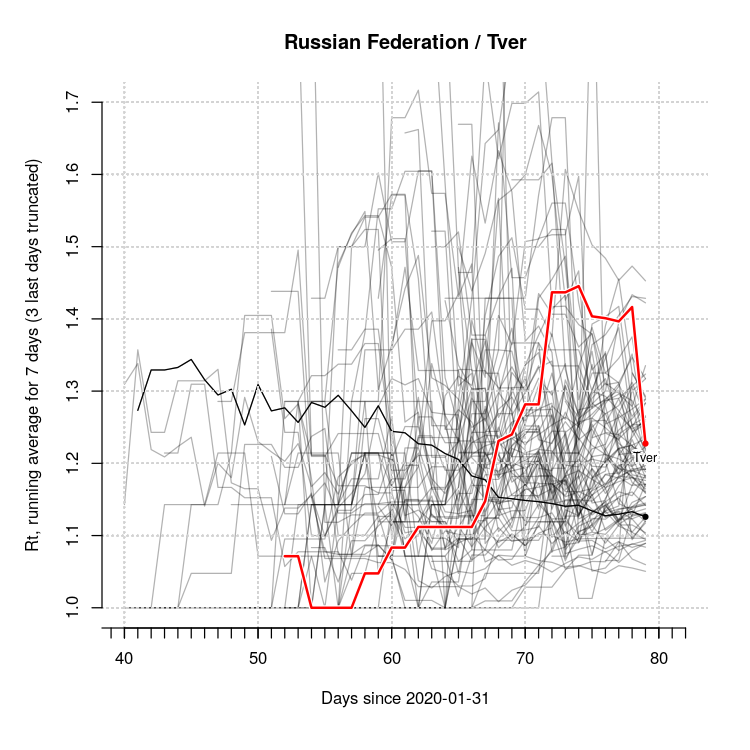 Russian Federation / Tver
Rt, running average for 7 days (3 last days truncated)
1.7
1.6
1.5
1.4
1.3
1.2
1.1
1.0
Tver
40 50 60 70 80
Days since 2020-01-31